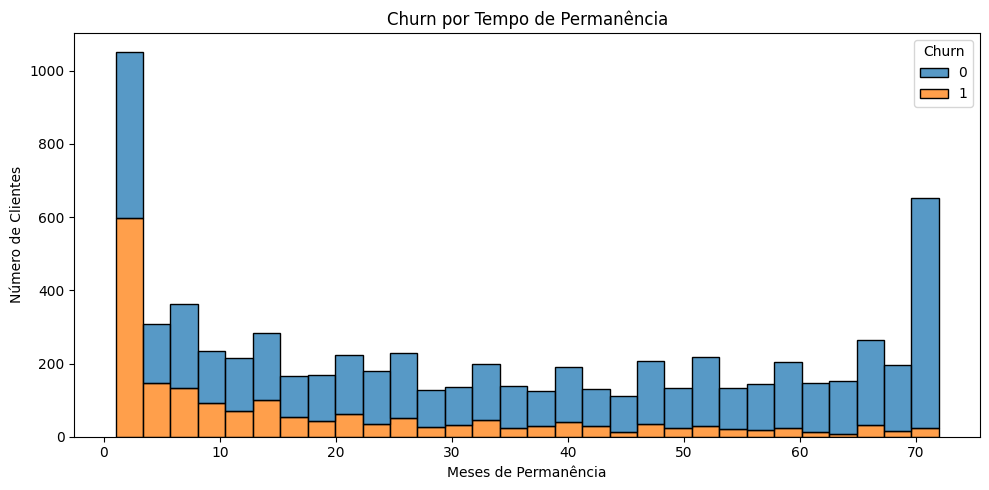 Churn por Tempo de Permanência
Número de Clientes
1000
800
600
400
200
0
0 10 20 30 40 50 60 70
Meses de Permanência
Churn
0
1